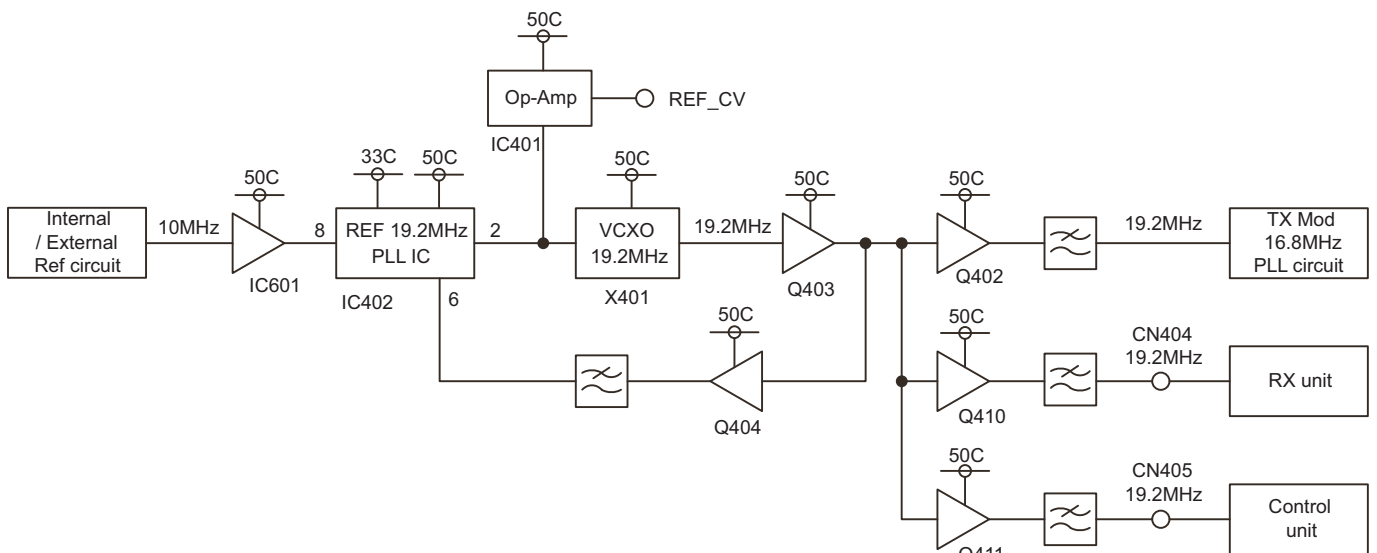 50C
Op-Amp
REF_CV
IC401
33C
50C
50C
50C
50C
50C
Internal
/ External
Ref circuit
10MHz
8
REF 19.2MHz
PLL IC
2
VCXO
19.2MHz
19.2MHz
19.2MHz
TX Mod
16.8MHz
PLL circuit
IC601
IC402
6
X401
Q403
Q402
50C
50C
CN404
19.2MHz
RX unit
Q404
Q410
50C
CN405
19.2MHz
Control
unit
Q411